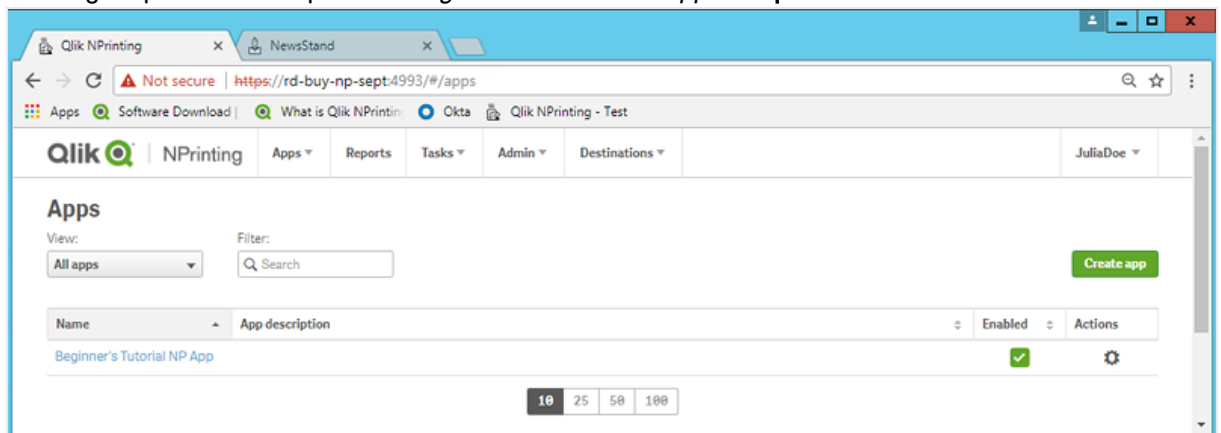 Qlik NPrinting NewsStand
Not secure https://rd-buy-np-sept:4993/#/apps
Apps Software Download | What is Qlik NPrintin Okta Qlik NPrinting - Test
Qlik NPrinting Apps Reports Tasks Admin Destinations JuliaDoe
Apps
View: Filter:
All apps Search Create app
Name App description Enabled Actions
Beginner's Tutorial NP App
10 25 50 100